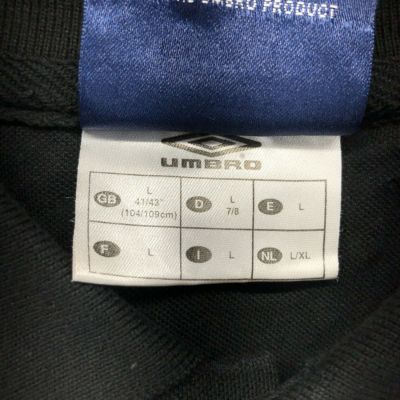 UMBRO PRODUCT
UMBRO
GB L 41/43" (104/109cm)
D L 7/8
E L
F L
I L
NL L/XL